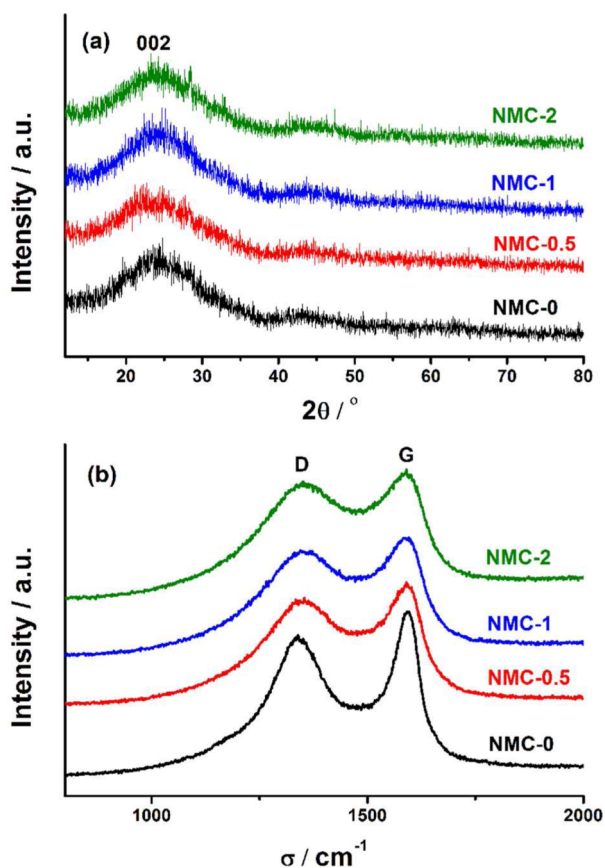 (a)
002
NMC-2
NMC-1
NMC-0.5
NMC-0
Intensity / a.u.
20 30 40 50 60 70 80
2θ / °
(b)
D G
NMC-2
NMC-1
NMC-0.5
NMC-0
Intensity / a.u.
1000 1500 2000
σ / cm⁻¹